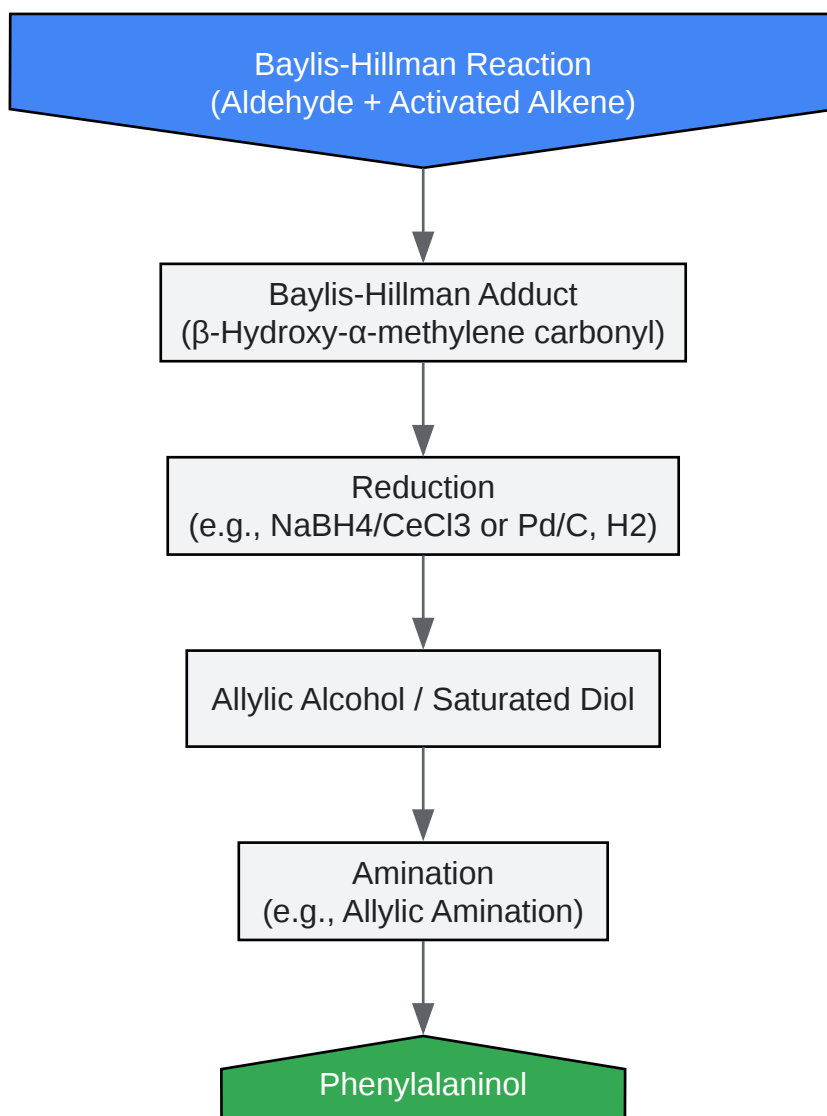 Baylis-Hillman Reaction
(Aldehyde + Activated Alkene)
Baylis-Hillman Adduct
(β-Hydroxy-α-methylene carbonyl)
Reduction
(e.g., NaBH4/CeCl3 or Pd/C, H2)
Allylic Alcohol / Saturated Diol
Amination
(e.g., Allylic Amination)
Phenylalaninol